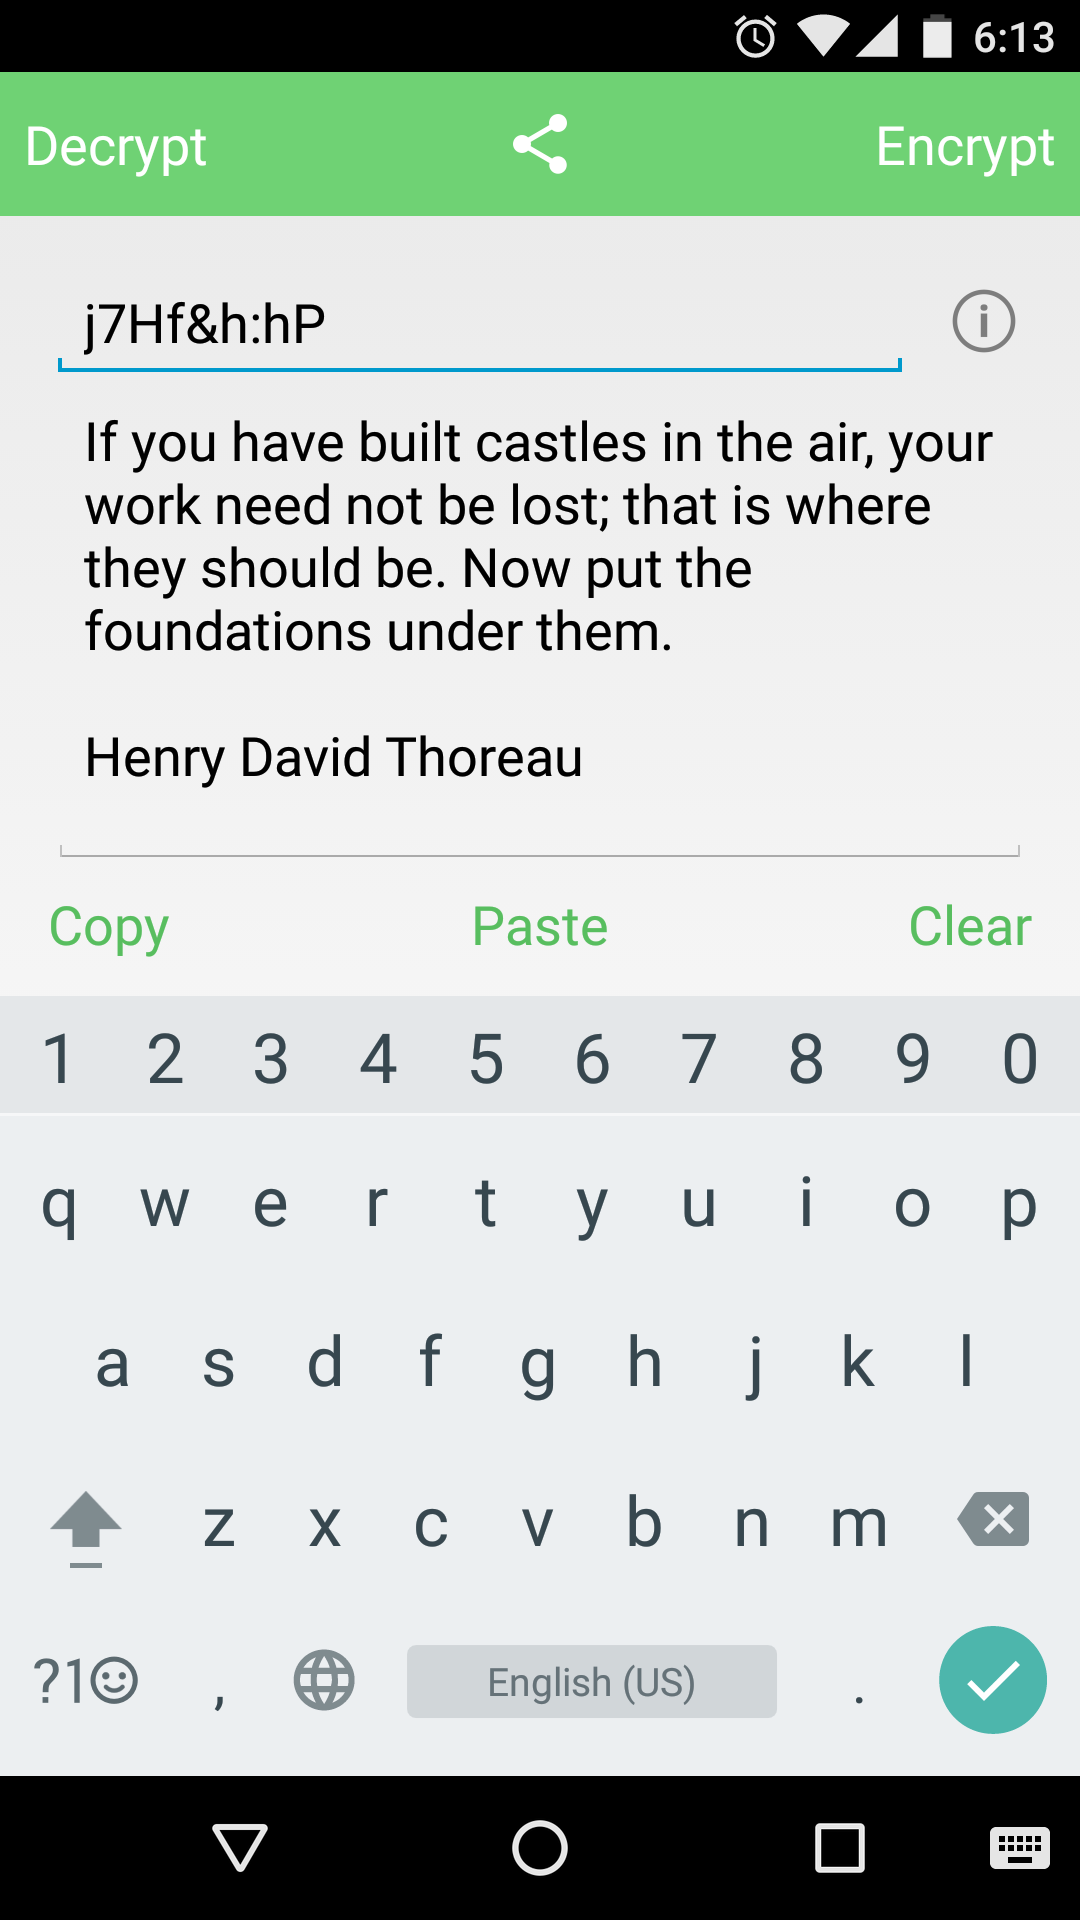 6:13
Decrypt Encrypt
j7Hf&h:hP
i
If you have built castles in the air, your
work need not be lost; that is where
they should be. Now put the
foundations under them.
Henry David Thoreau
Copy Paste Clear
1 2 3 4 5 6 7 8 9 0
q w e r t y u i o p
a s d f g h j k l
z x c v b n m
?1☺ , English (US) .